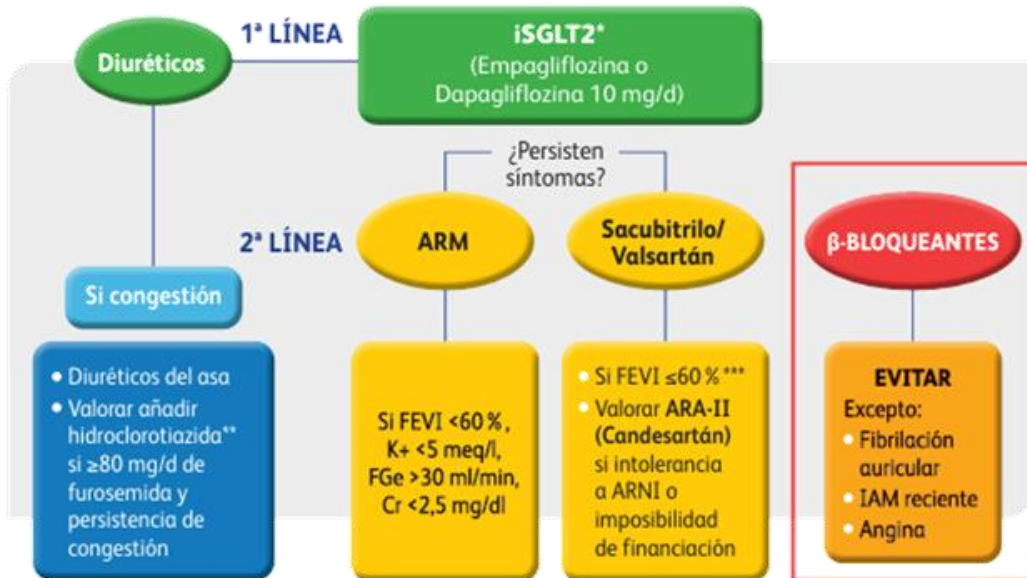 1ª LÍNEA
Diuréticos
iSGLT2*
(Empagliflozina o
Dapagliflozina 10 mg/d)
¿Persisten
síntomas?
2ª LÍNEA
ARM
Sacubitrilo/
Valsartán
β-BLOQUEANTES
Si congestión
• Diuréticos del asa
• Valorar añadir
hidroclorotiazida**
si ≥80 mg/d de
furosemida y
persistencia de
congestión
Si FEVI <60 %,
K+ <5 meq/l,
FGe >30 ml/min,
Cr <2,5 mg/dl
• Si FEVI ≤60 %***
• Valorar ARA-II
(Candesartán)
si intolerancia
a ARNI o
imposibilidad
de financiación
EVITAR
Excepto:
• Fibrilación
auricular
• IAM reciente
• Angina